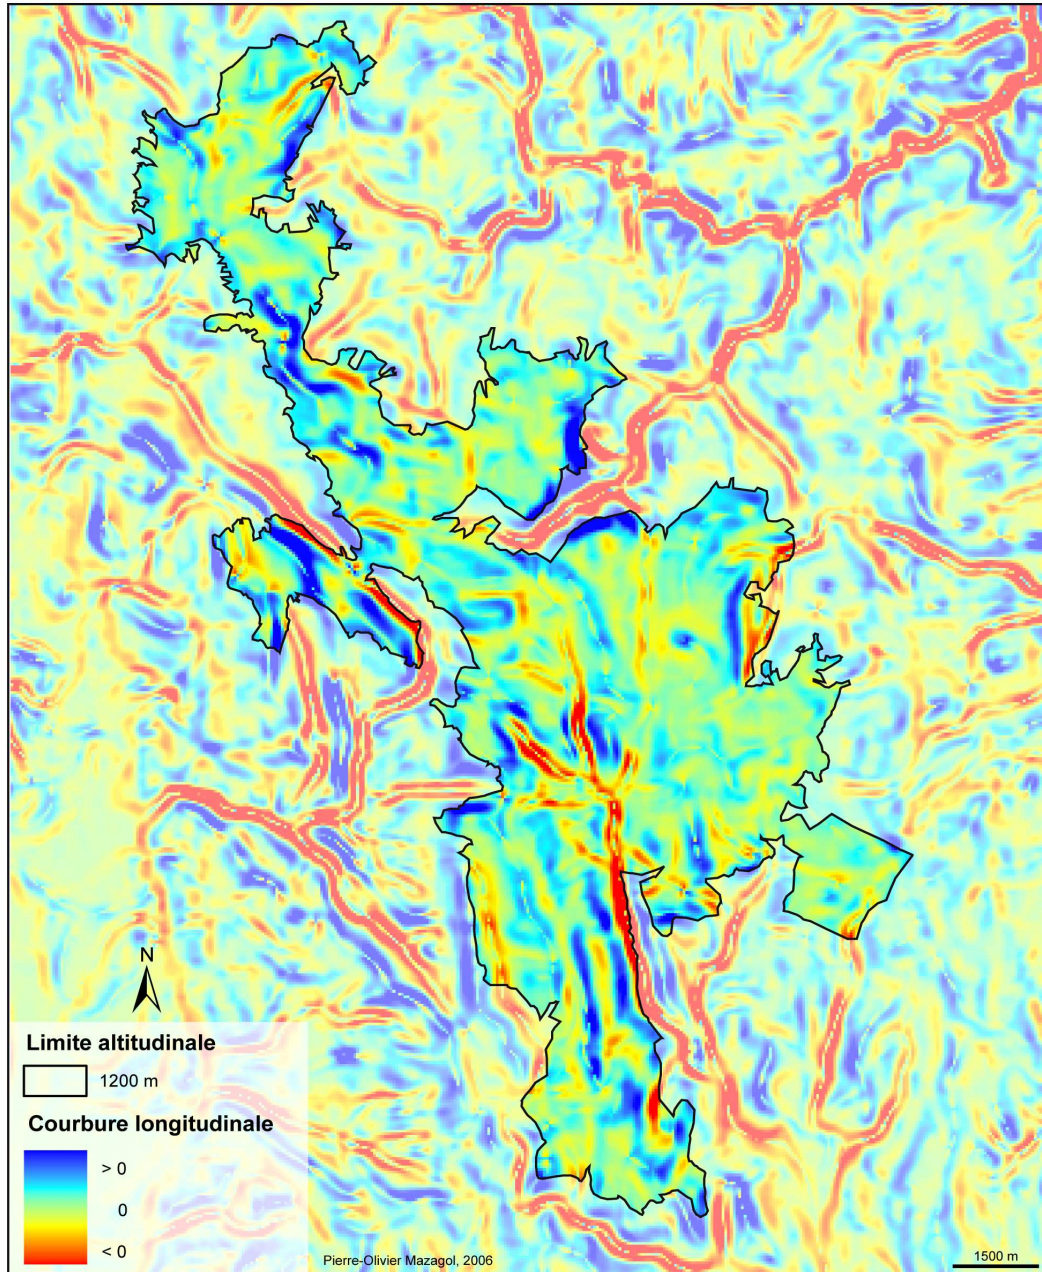 N
Limite altitudinale
1200 m
Courbure longitudinale
> 0
0
< 0
Pierre-Olivier Mazagol, 2006
1500 m